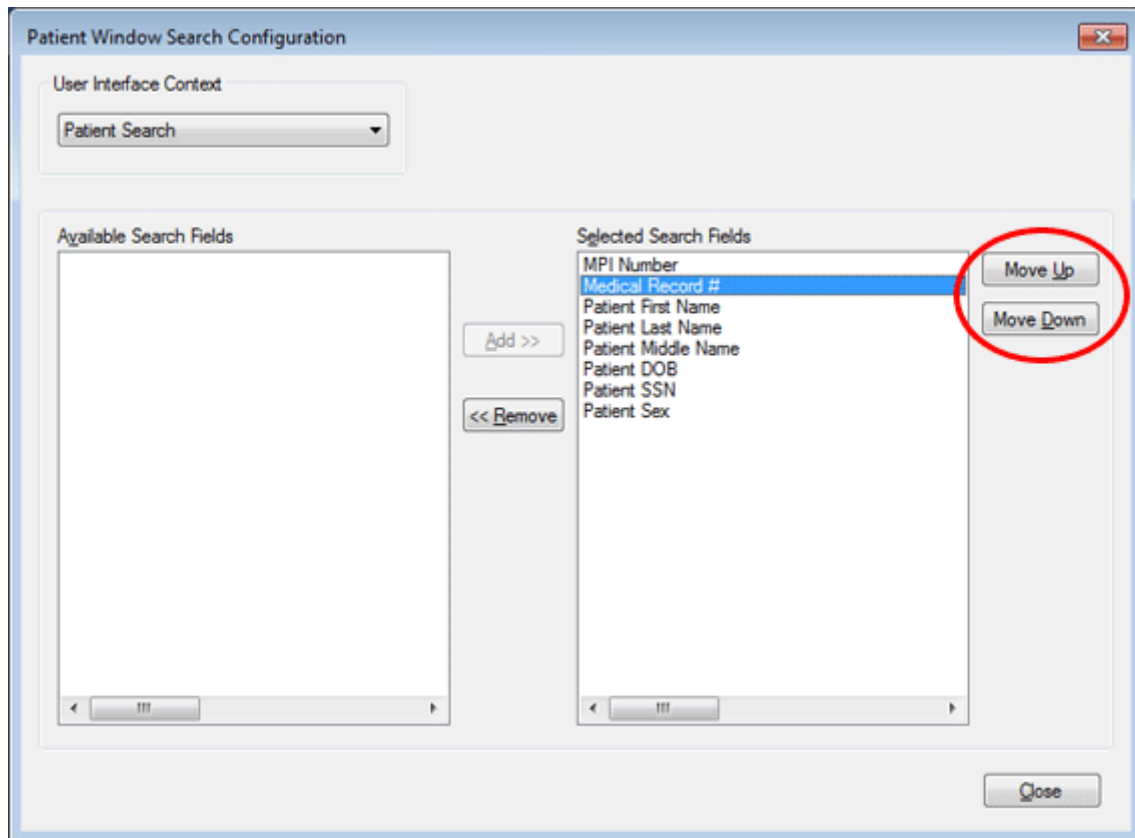 Patient Window Search Configuration
User Interface Context
Patient Search
Available Search Fields
Selected Search Fields
MPI Number
Medical Record #
Patient First Name
Patient Last Name
Patient Middle Name
Patient DOB
Patient SSN
Patient Sex
Add >>
<< Remove
Move Up
Move Down
Close